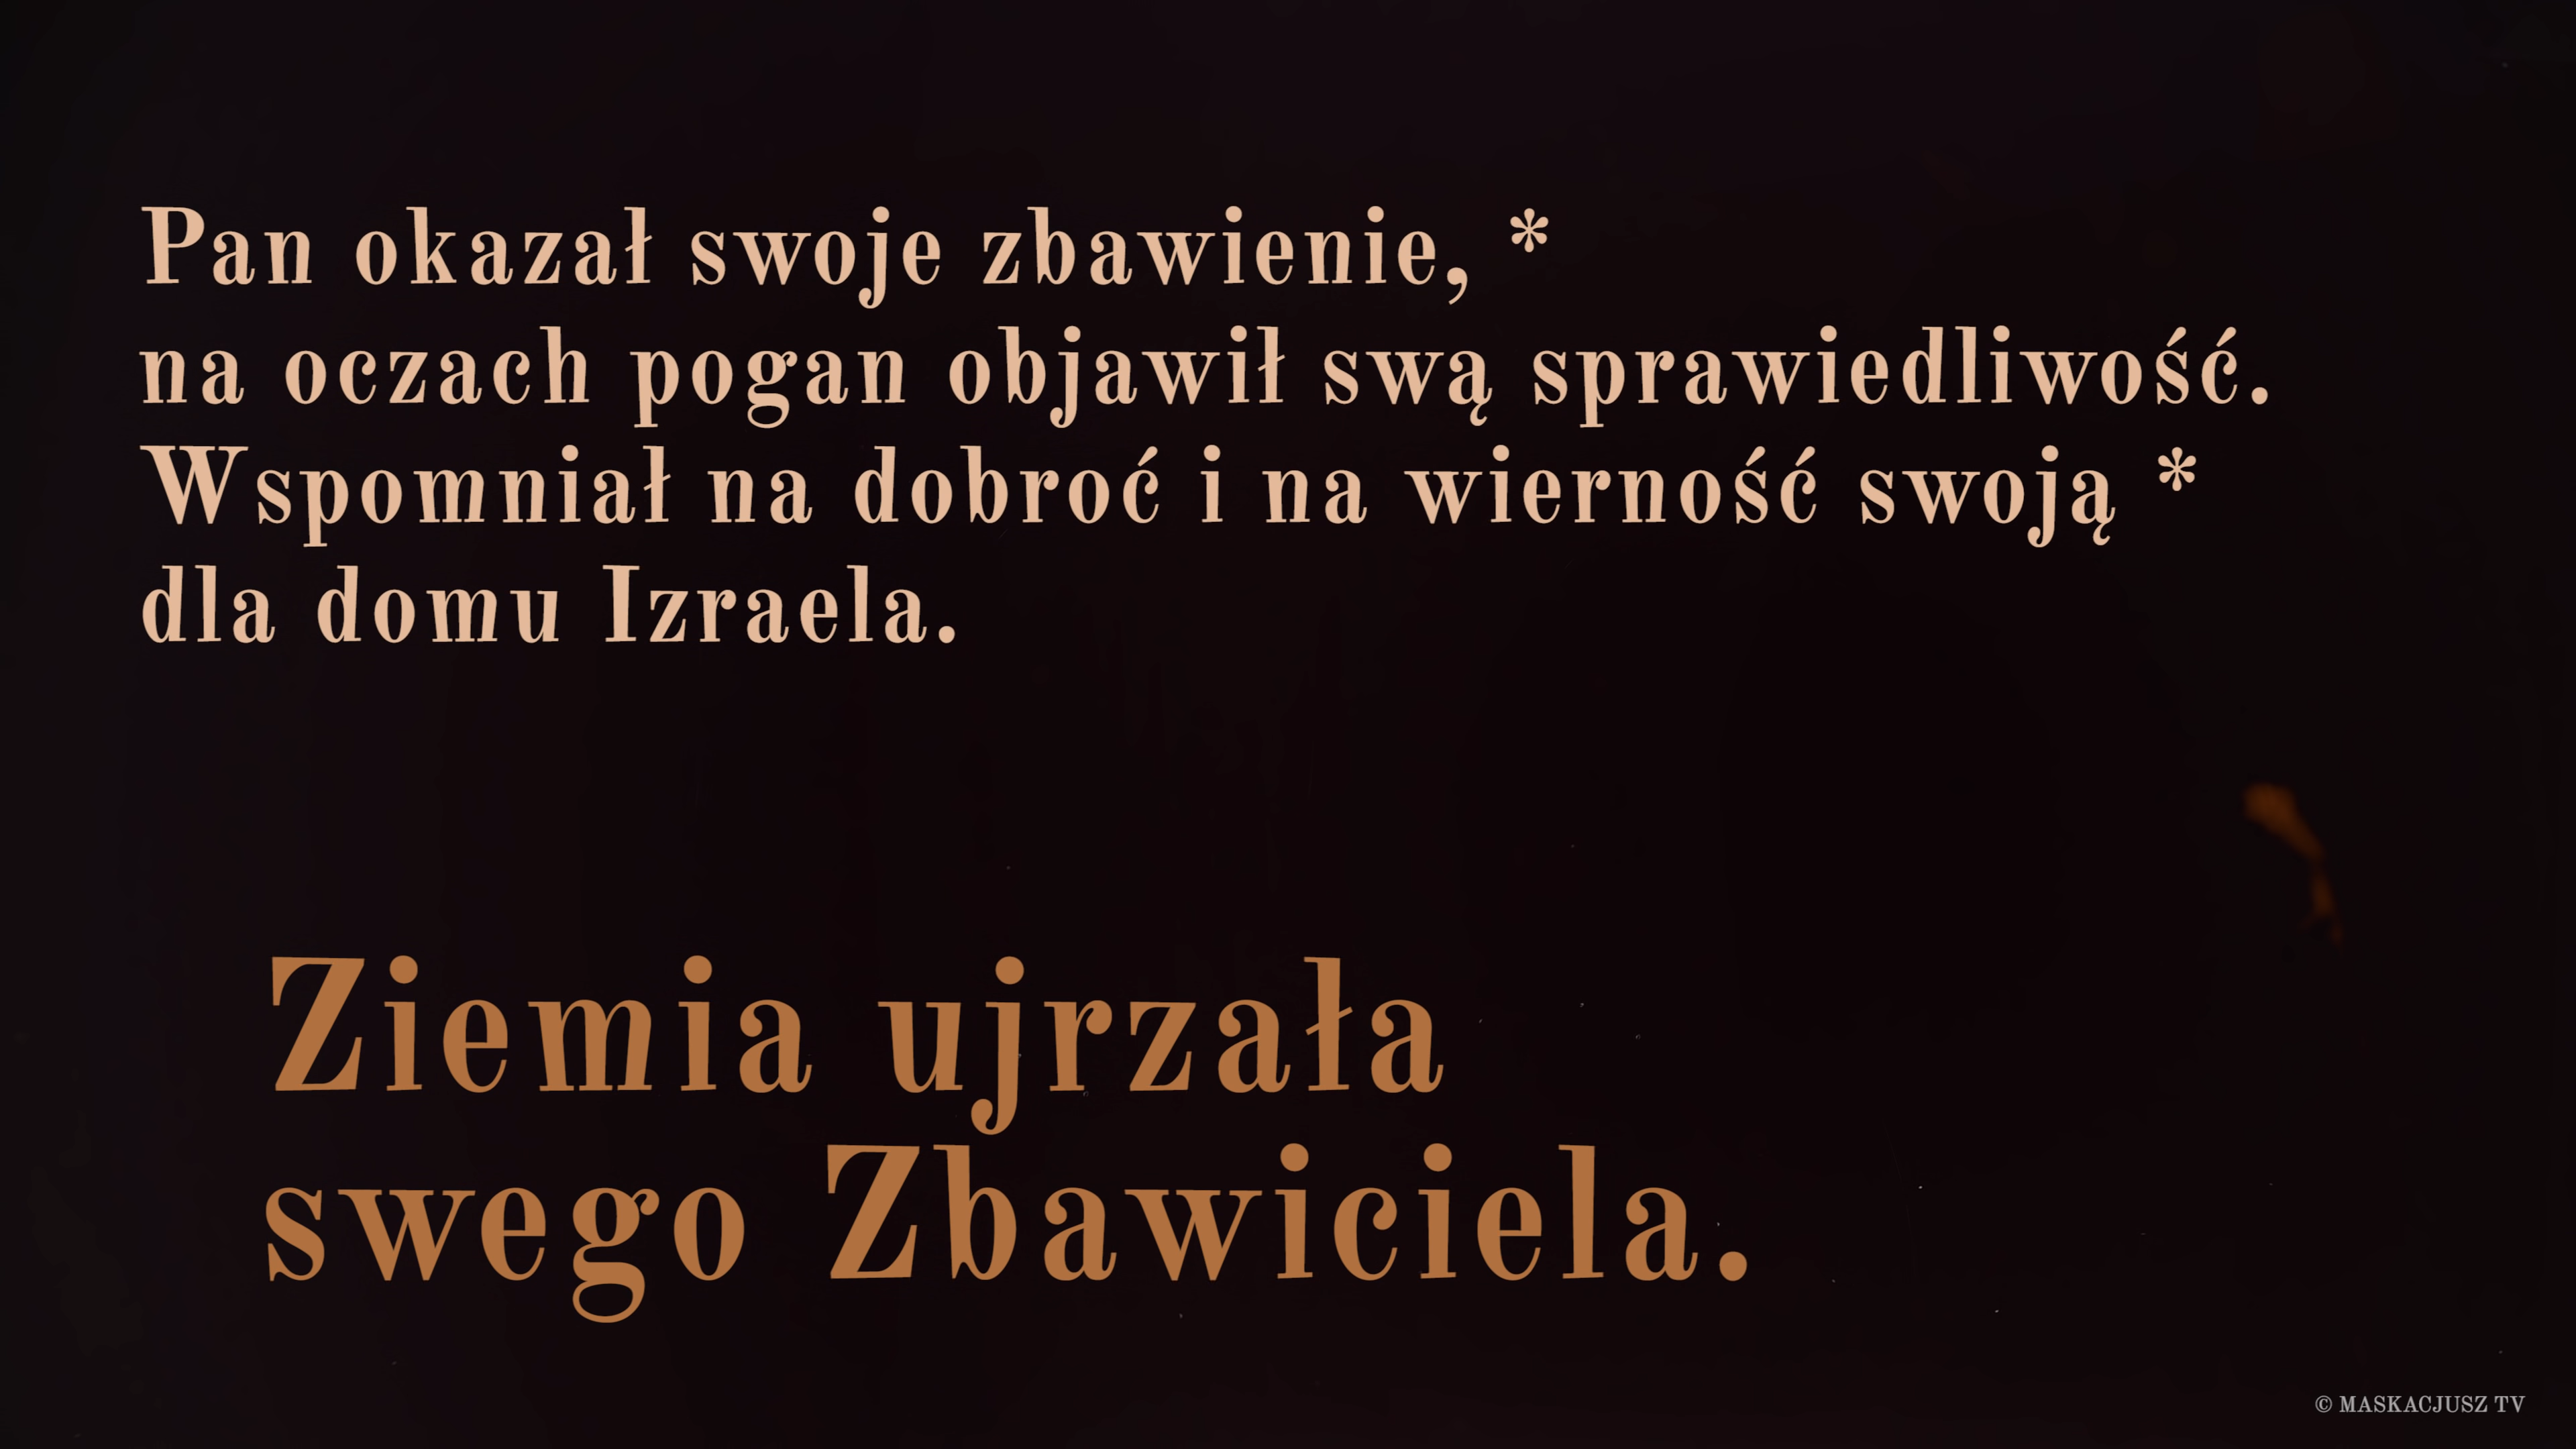 Pan okazał swoje zbawienie, *
na oczach pogan objawił swą sprawiedliwość.
Wspomniał na dobroć i na wierność swoją *
dla domu Izraela.
Ziemia ujrzała
swego Zbawiciela.
© MASKACJUSZ TV